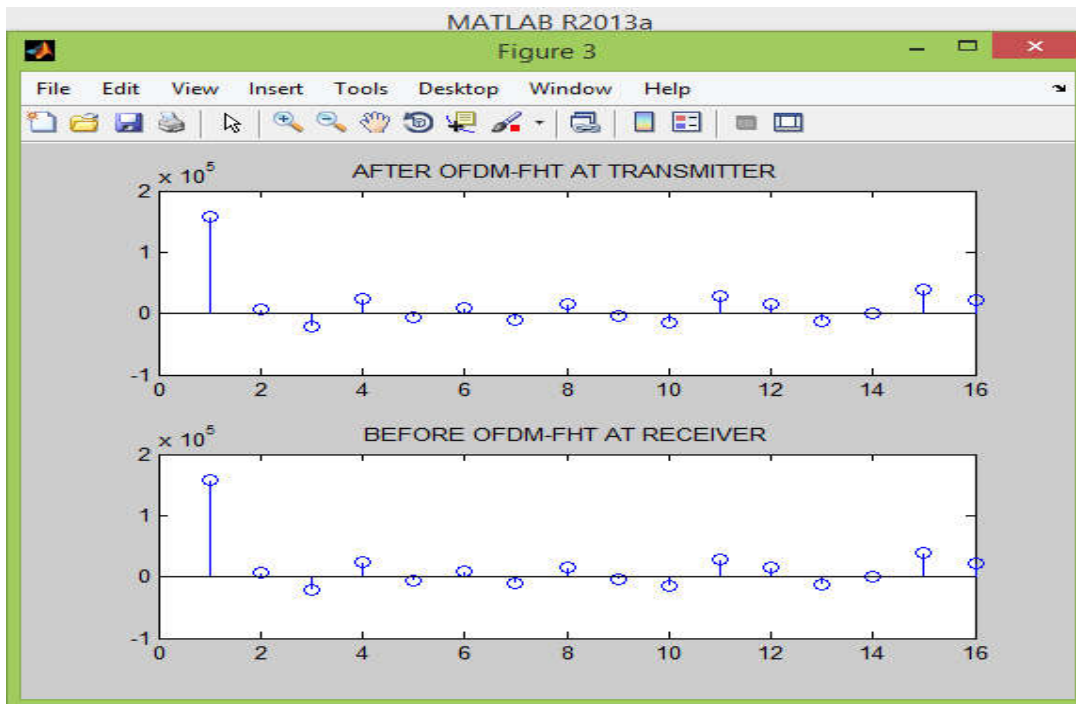 MATLAB R2013a
Figure 3
File Edit View Insert Tools Desktop Window Help
× 10^5
AFTER OFDM-FHT AT TRANSMITTER
2
1
0
-1
0 2 4 6 8 10 12 14 16
× 10^5
BEFORE OFDM-FHT AT RECEIVER
2
1
0
-1
0 2 4 6 8 10 12 14 16